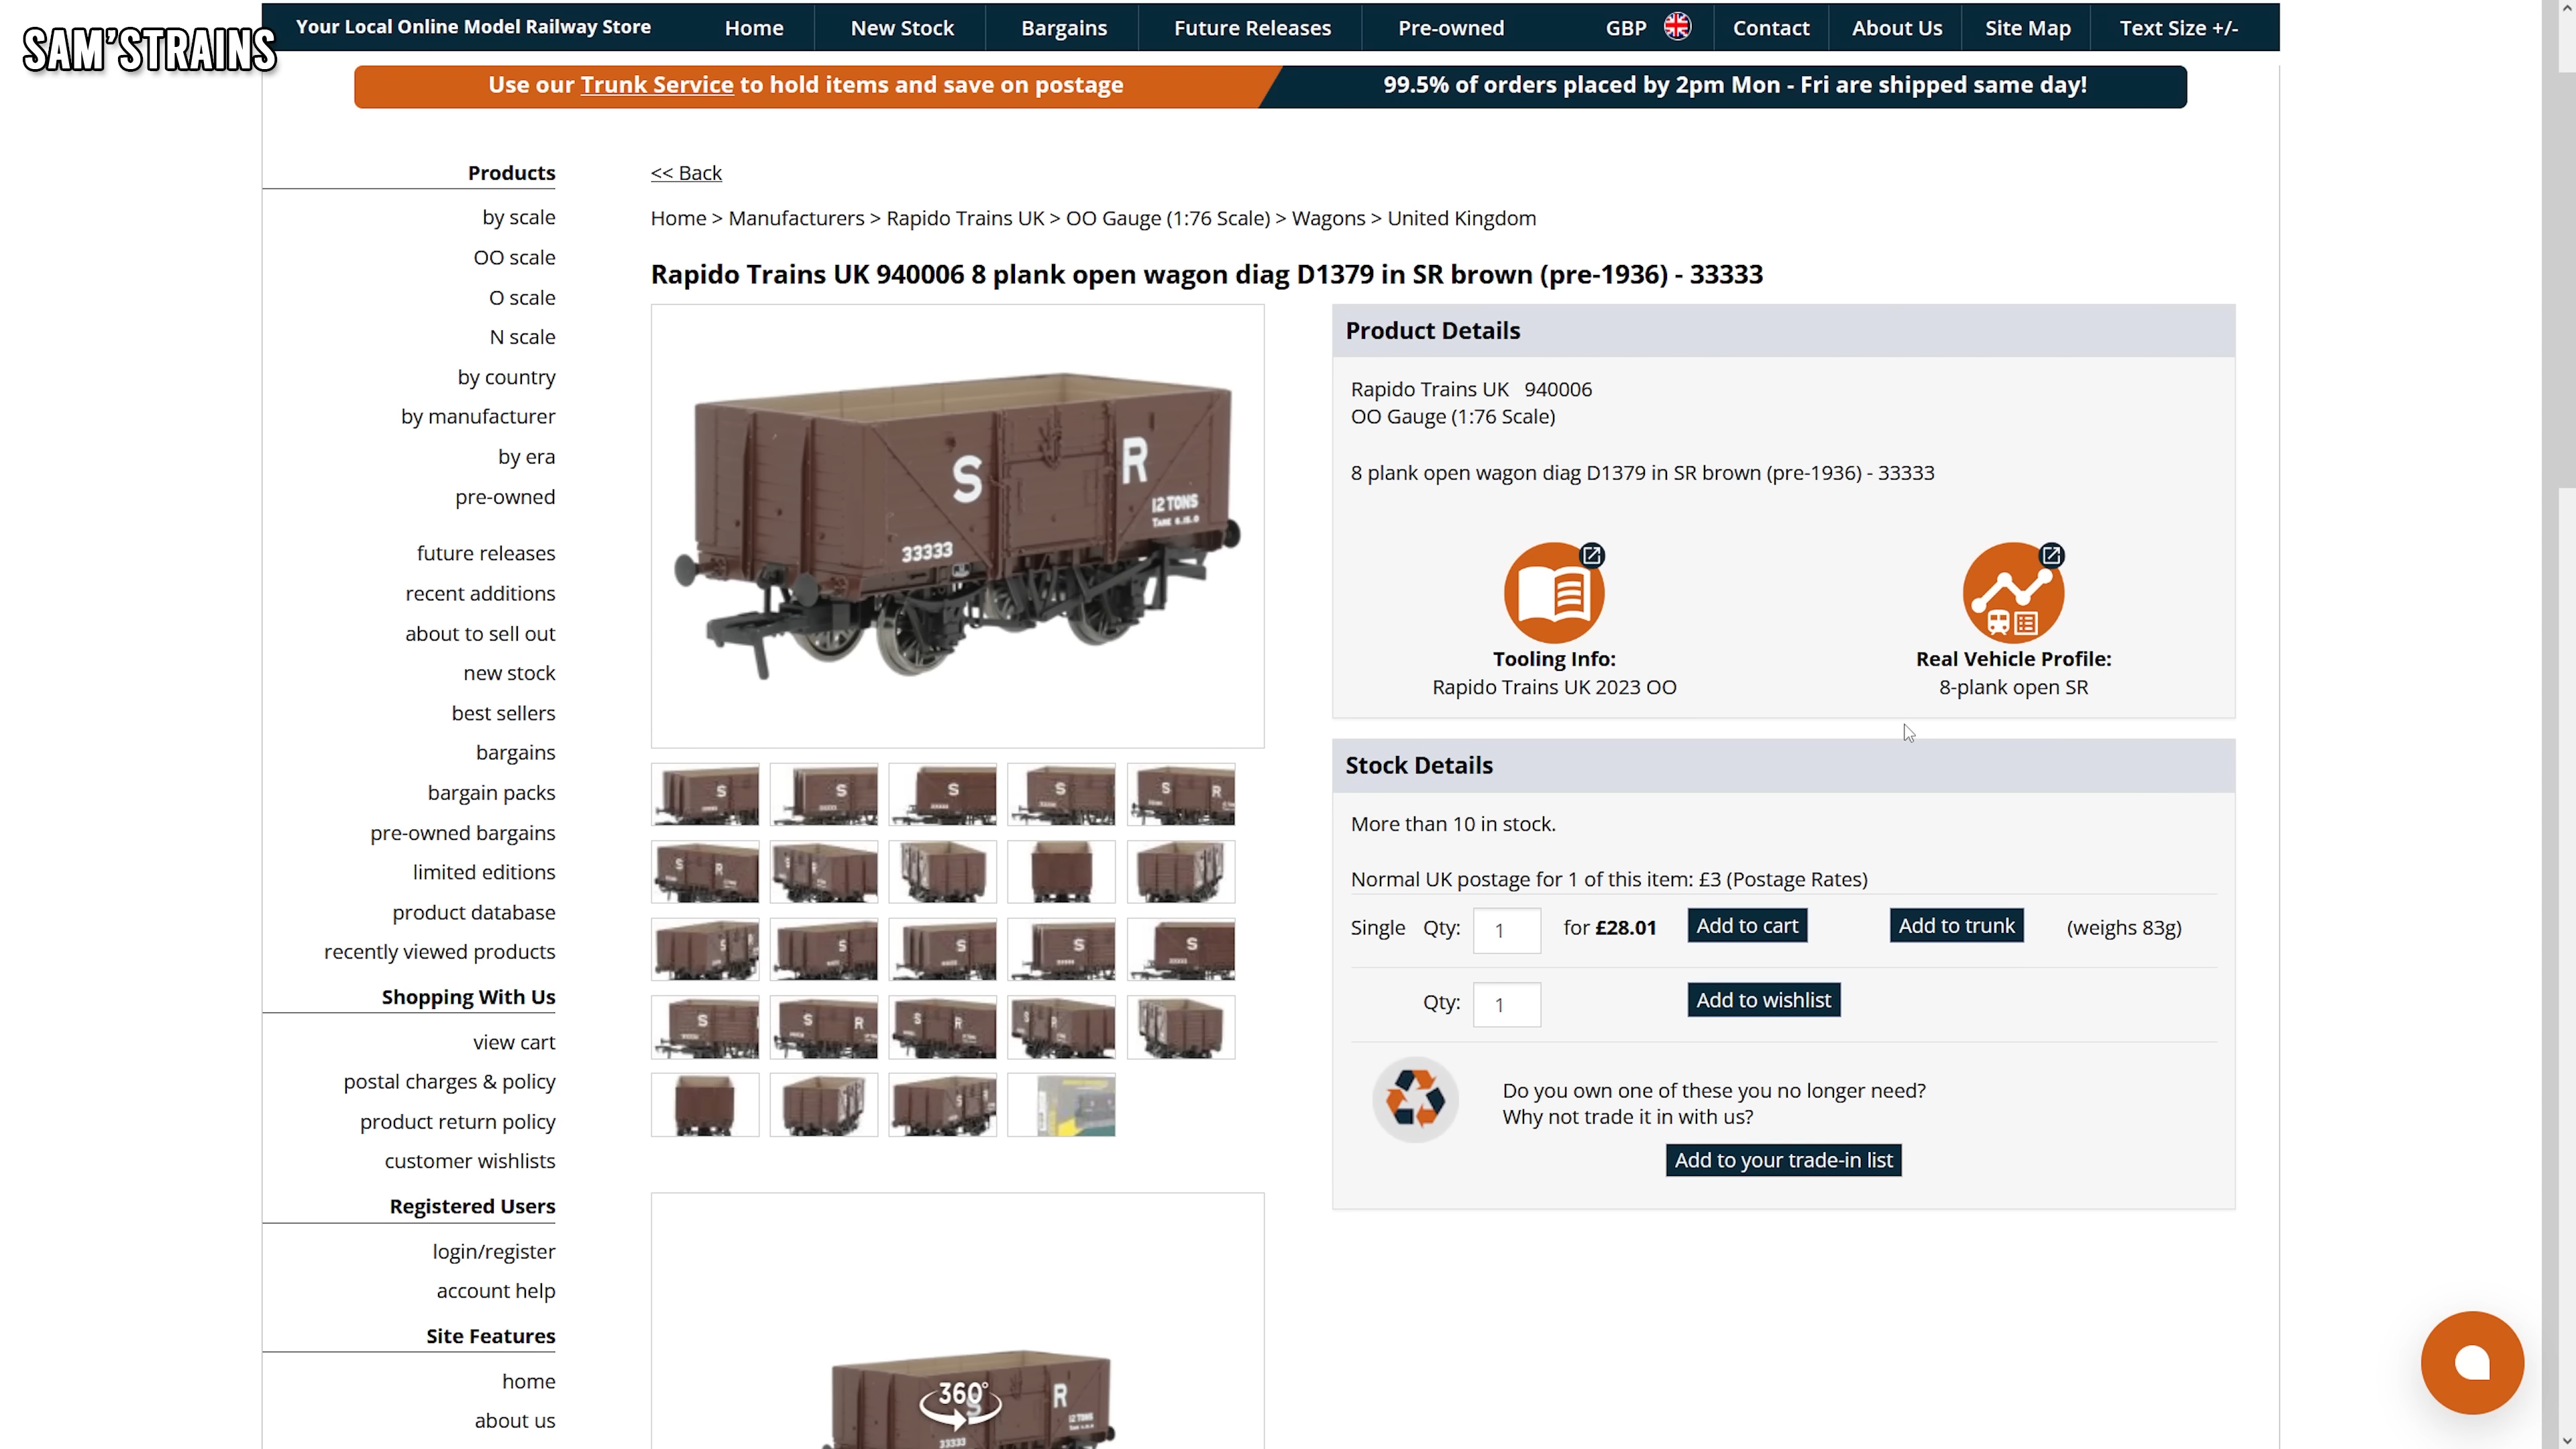 SAM'STRAINS
Your Local Online Model Railway Store
Home
New Stock
Bargains
Future Releases
Pre-owned
GBP
Contact
About Us
Site Map
Text Size +/-
Use our Trunk Service to hold items and save on postage
99.5% of orders placed by 2pm Mon - Fri are shipped same day!
Products
by scale
OO scale
O scale
N scale
by country
by manufacturer
by era
pre-owned
future releases
recent additions
about to sell out
new stock
best sellers
bargains
bargain packs
pre-owned bargains
limited editions
product database
recently viewed products
Shopping With Us
view cart
postal charges & policy
product return policy
customer wishlists
Registered Users
login/register
account help
Site Features
home
about us
<< Back
Home > Manufacturers > Rapido Trains UK > OO Gauge (1:76 Scale) > Wagons > United Kingdom
Rapido Trains UK 940006 8 plank open wagon diag D1379 in SR brown (pre-1936) - 33333
S R
12 TONS
TARE 6.15.0
33333
360°
S R
12 TONS
33333
Product Details
Rapido Trains UK 940006
OO Gauge (1:76 Scale)
8 plank open wagon diag D1379 in SR brown (pre-1936) - 33333
Tooling Info:
Rapido Trains UK 2023 OO
Real Vehicle Profile:
8-plank open SR
Stock Details
More than 10 in stock.
Normal UK postage for 1 of this item: £3 (Postage Rates)
Single Qty: 1 for £28.01 Add to cart Add to trunk (weighs 83g)
Qty: 1 Add to wishlist
Do you own one of these you no longer need?
Why not trade it in with us?
Add to your trade-in list